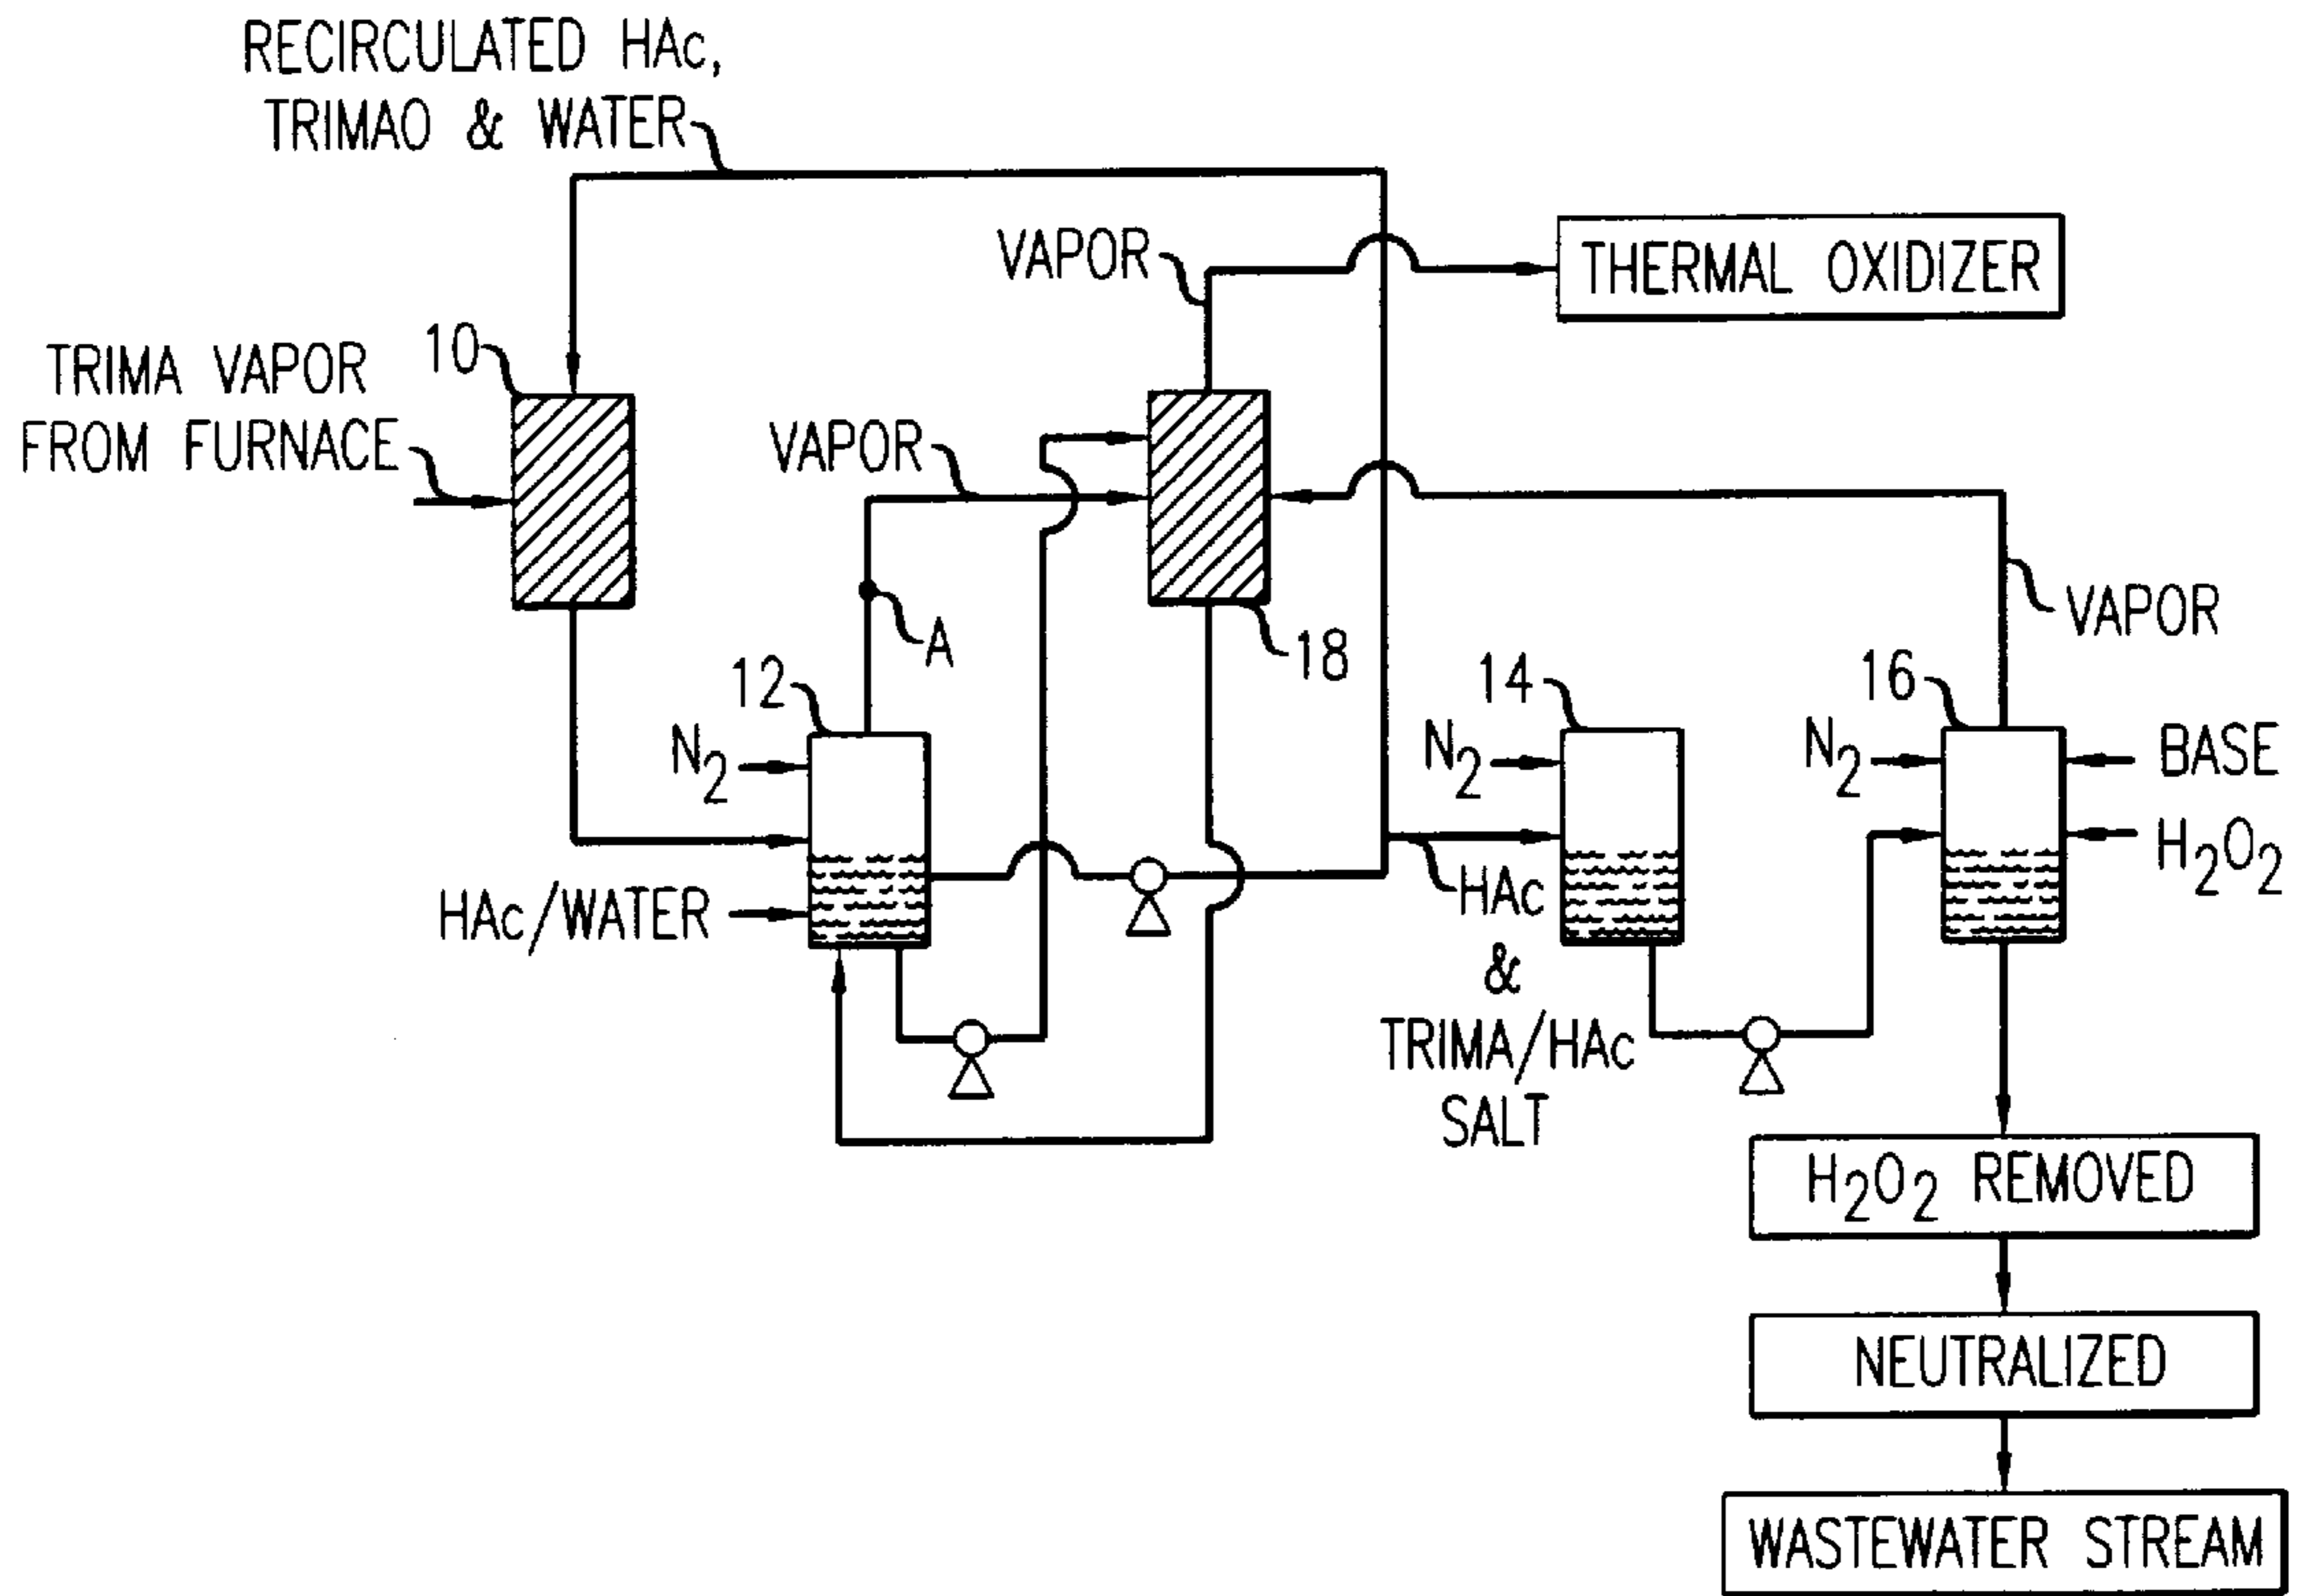 RECIRCULATED HAc,
TRIMAO & WATER
VAPOR
THERMAL OXIDIZER
TRIMA VAPOR
FROM FURNACE
10
VAPOR
A
18
VAPOR
12
14
16
N2
N2
N2
BASE
H2O2
HAc/WATER
HAc
&
TRIMA/HAc
SALT
H2O2 REMOVED
NEUTRALIZED
WASTEWATER STREAM